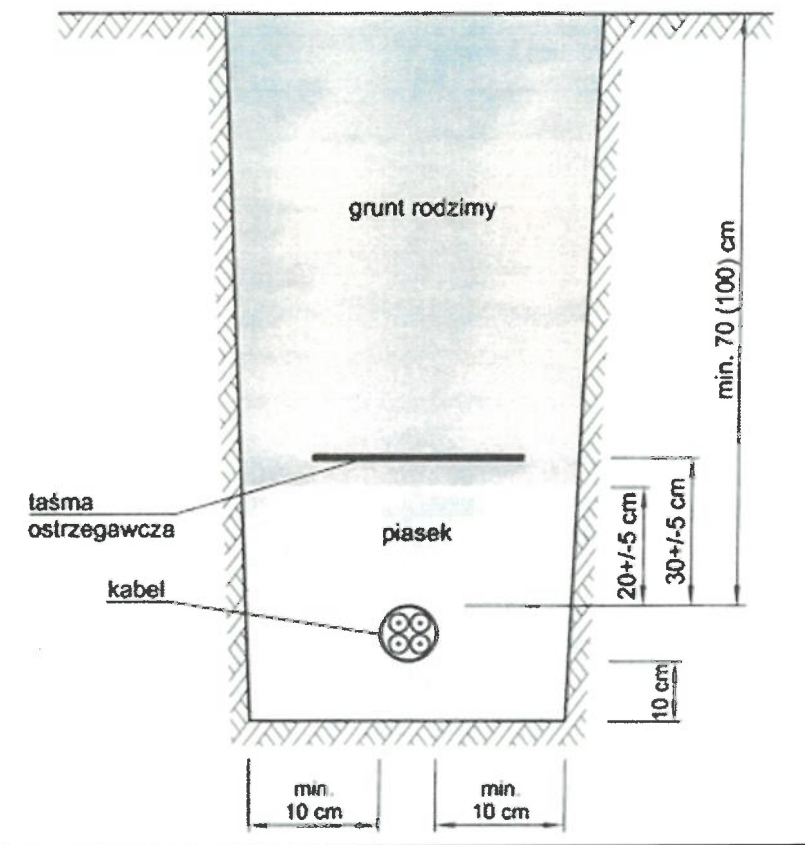 grunt rodzimy
min. 70 (100) cm
taśma
ostrzegawcza
piasek
20+/-5 cm
30+/-5 cm
kabel
10 cm
min.
10 cm
min.
10 cm